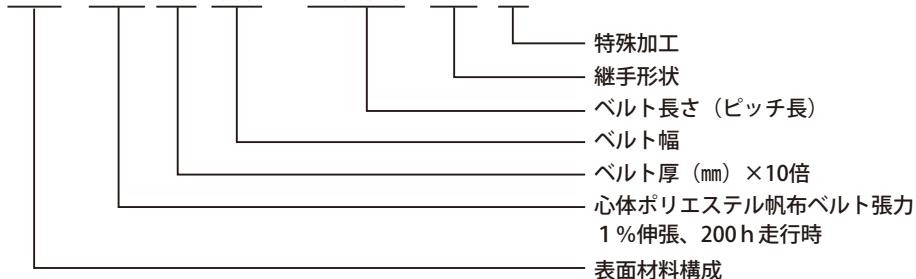 特殊加工
継手形状
ベルト長さ（ピッチ長）
ベルト幅
ベルト厚（㎜）×10倍
心体ポリエステル帆布ベルト張力
1％伸張、200ｈ走行時
表面材料構成